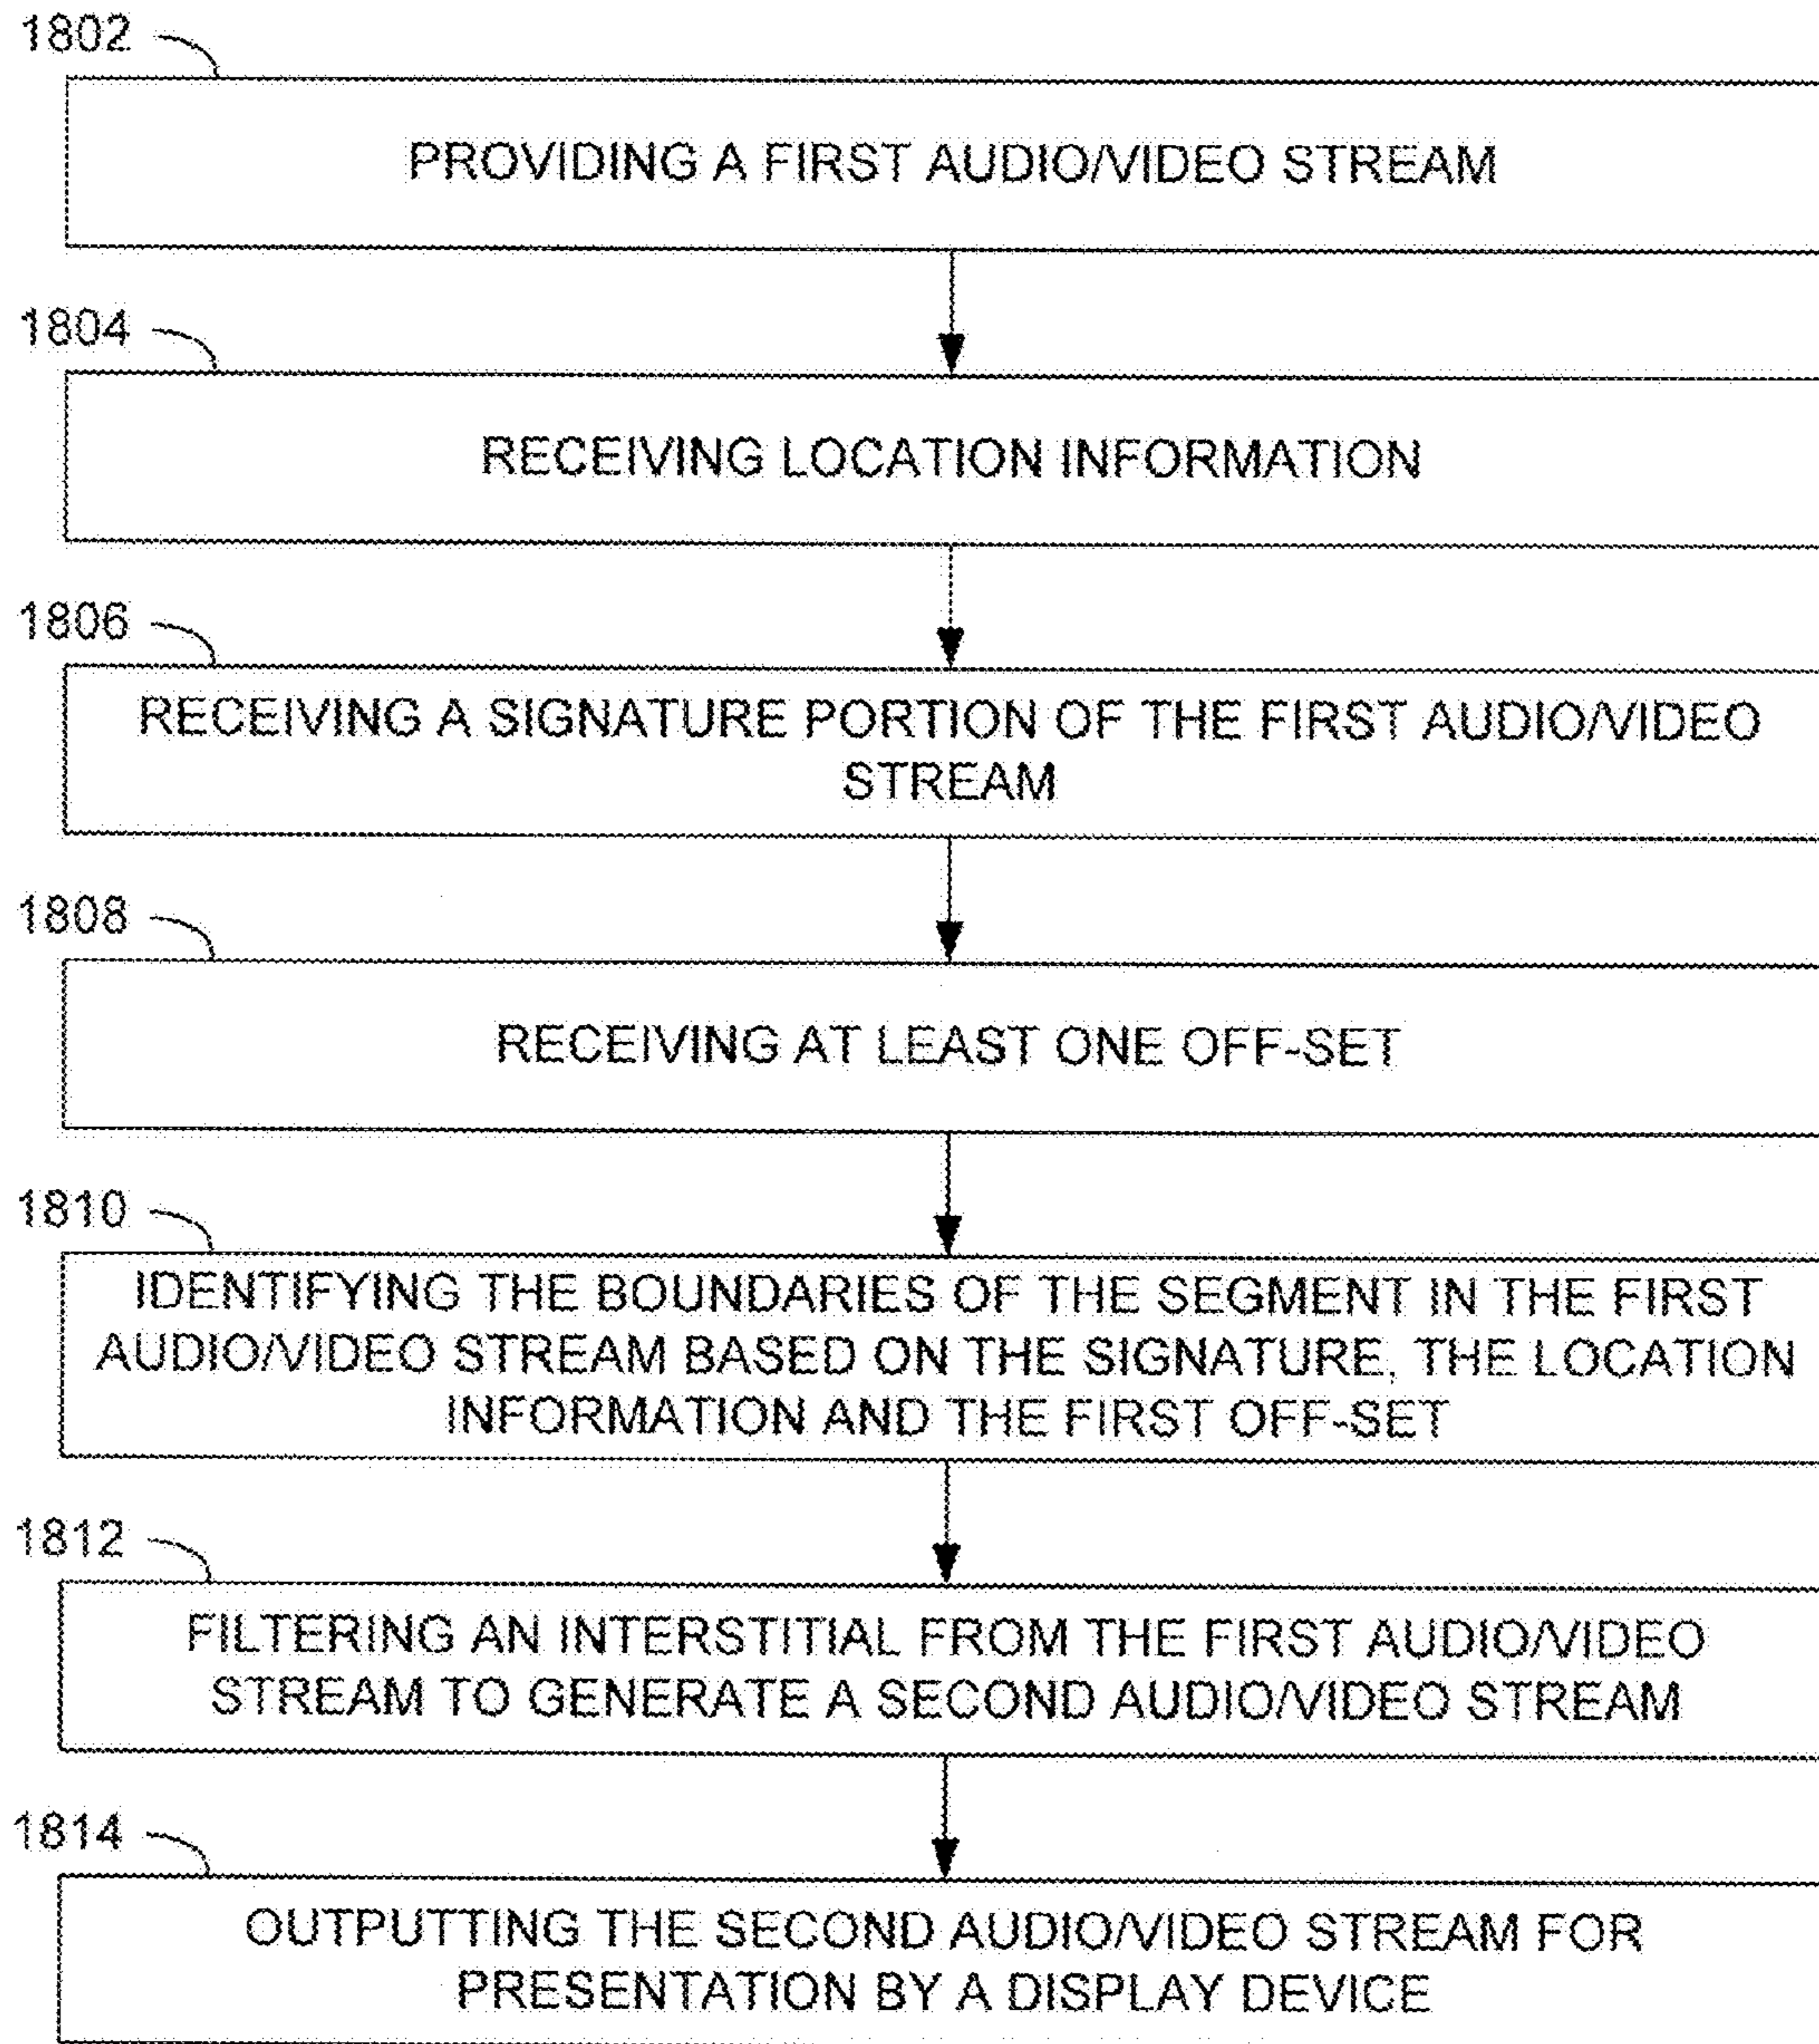 1802
PROVIDING A FIRST AUDIO/VIDEO STREAM
1804
RECEIVING LOCATION INFORMATION
1806
RECEIVING A SIGNATURE PORTION OF THE FIRST AUDIO/VIDEO
STREAM
1808
RECEIVING AT LEAST ONE OFF-SET
1810
IDENTIFYING THE BOUNDARIES OF THE SEGMENT IN THE FIRST
AUDIO/VIDEO STREAM BASED ON THE SIGNATURE, THE LOCATION
INFORMATION AND THE FIRST OFF-SET
1812
FILTERING AN INTERSTITIAL FROM THE FIRST AUDIO/VIDEO
STREAM TO GENERATE A SECOND AUDIO/VIDEO STREAM
1814
OUTPUTTING THE SECOND AUDIO/VIDEO STREAM FOR
PRESENTATION BY A DISPLAY DEVICE